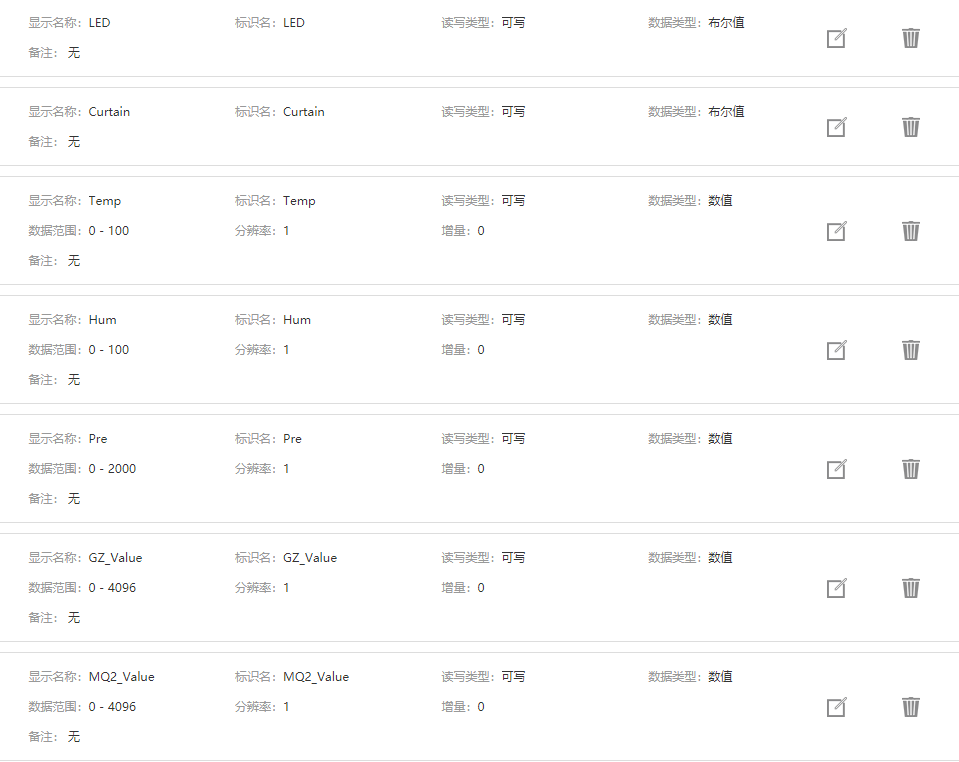 显示名称：LED 标识名：LED 读写类型：可写 数据类型：布尔值
备注： 无
显示名称：Curtain 标识名：Curtain 读写类型：可写 数据类型：布尔值
备注： 无
显示名称：Temp 标识名：Temp 读写类型：可写 数据类型：数值
数据范围：0 - 100 分辨率：1 增量：0
备注： 无
显示名称：Hum 标识名：Hum 读写类型：可写 数据类型：数值
数据范围：0 - 100 分辨率：1 增量：0
备注： 无
显示名称：Pre 标识名：Pre 读写类型：可写 数据类型：数值
数据范围：0 - 2000 分辨率：1 增量：0
备注： 无
显示名称：GZ_Value 标识名：GZ_Value 读写类型：可写 数据类型：数值
数据范围：0 - 4096 分辨率：1 增量：0
备注： 无
显示名称：MQ2_Value 标识名：MQ2_Value 读写类型：可写 数据类型：数值
数据范围：0 - 4096 分辨率：1 增量：0
备注： 无